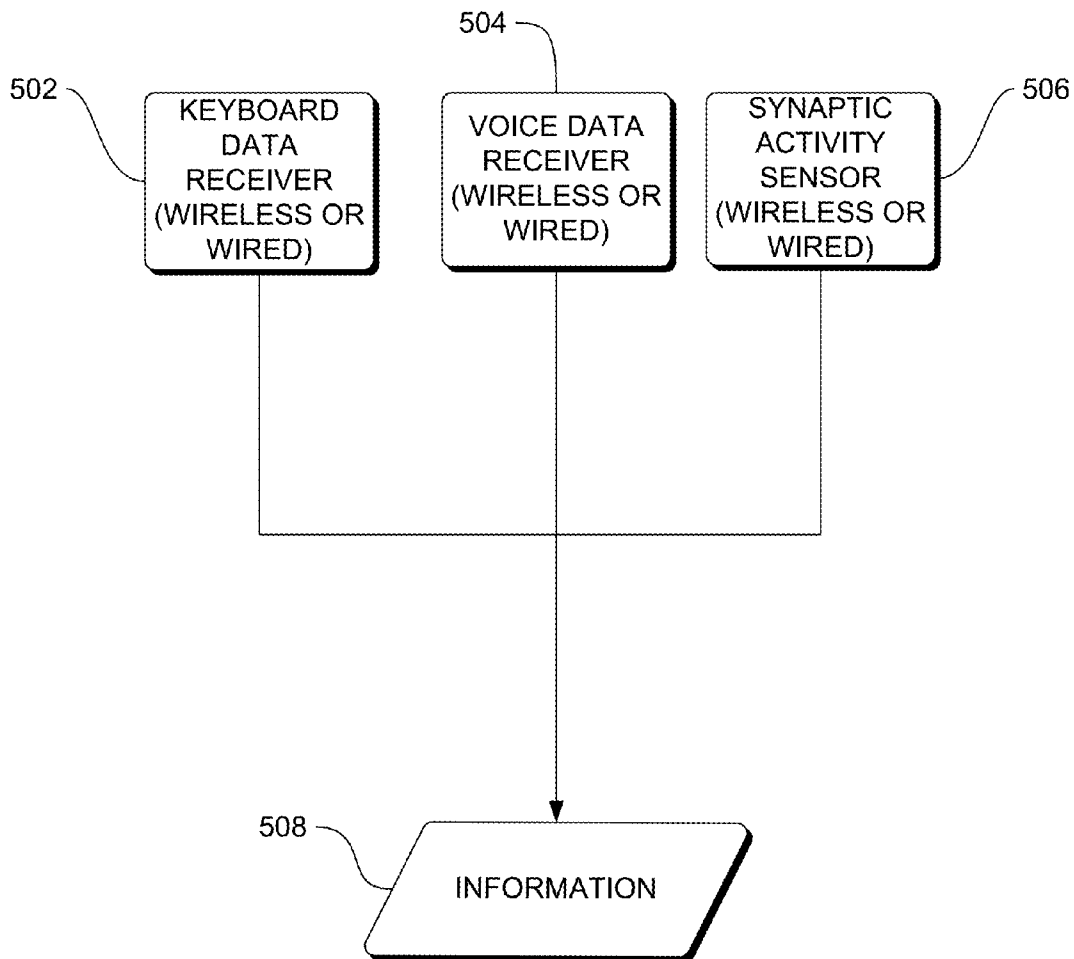 504
502
KEYBOARD
DATA
RECEIVER
(WIRELESS OR
WIRED)
VOICE DATA
RECEIVER
(WIRELESS OR
WIRED)
SYNAPTIC
ACTIVITY
SENSOR
(WIRELESS OR
WIRED)
506
508
INFORMATION